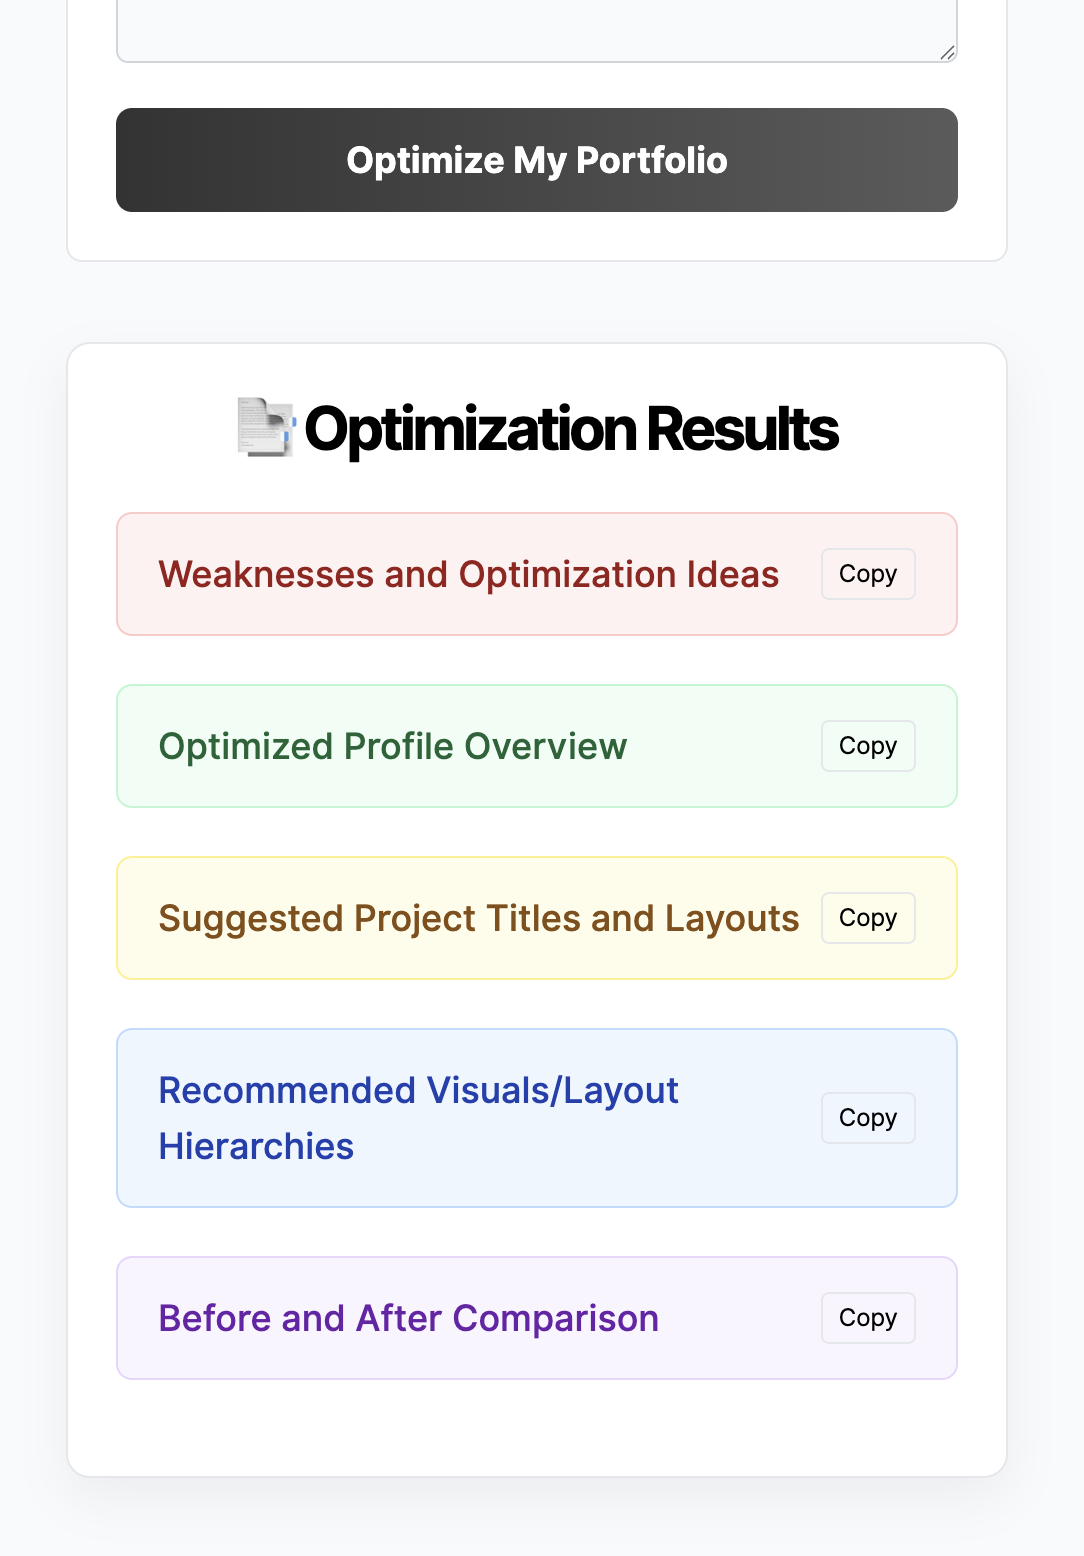 Optimize My Portfolio
Optimization Results
Weaknesses and Optimization Ideas
Copy
Optimized Profile Overview
Copy
Suggested Project Titles and Layouts
Copy
Recommended Visuals/Layout
Hierarchies
Copy
Before and After Comparison
Copy